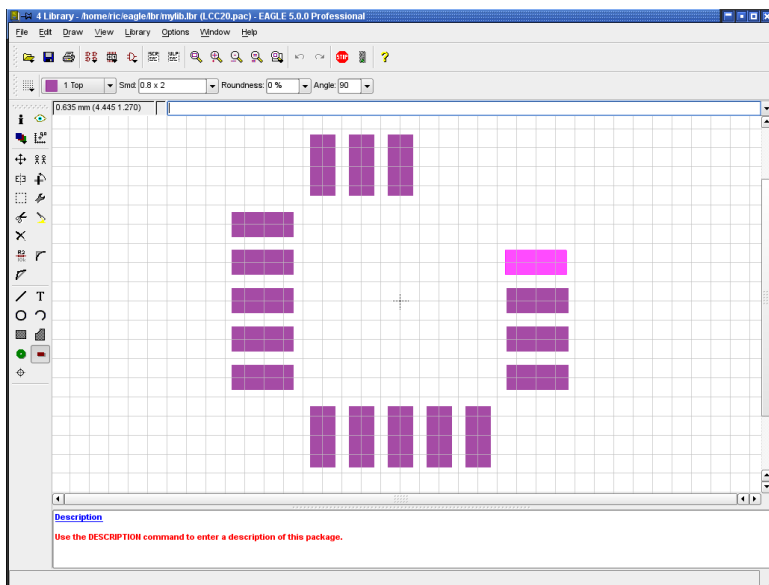 4 Library - /home/ric/eagle/lbr/mylib.lbr (LCC20.pac) - EAGLE 5.0.0 Professional
File Edit Draw View Library Options Window Help
STOP ?
1 Top Smd: 0.8 x 2 Roundness: 0 % Angle: 90
0.635 mm (4.445 1.270)
R2
T
Description
Use the DESCRIPTION command to enter a description of this package.